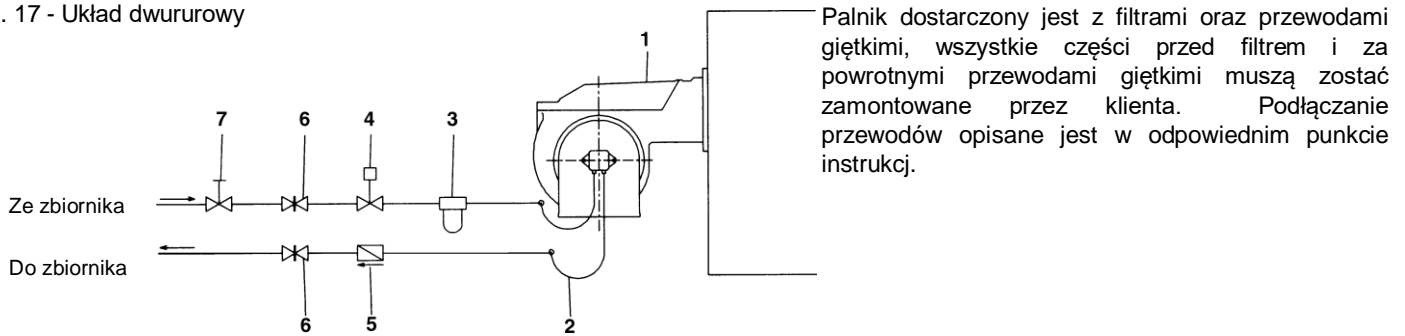 . 17 - Układ dwururowy
Palnik dostarczony jest z filtrami oraz przewodami
giętkimi, wszystkie części przed filtrem i za
powrotnymi przewodami giętkimi muszą zostać
zamontowane przez klienta. Podłączanie
przewodów opisane jest w odpowiednim punkcie
instrukcj.
1
7 6 4 3
Ze zbiornika
Do zbiornika
6 5 2